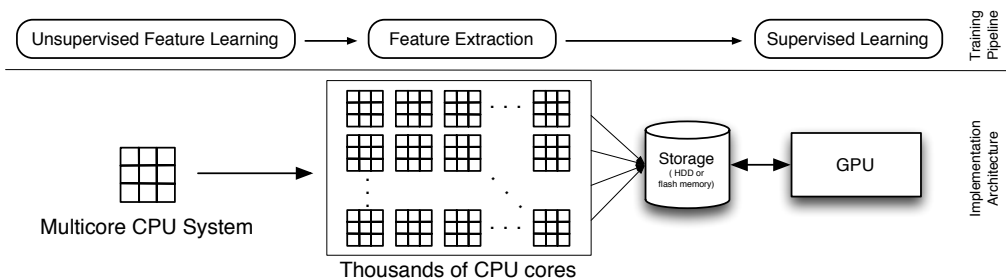 Unsupervised Feature Learning
Feature Extraction
Supervised Learning
Training
Pipeline
Multicore CPU System
Thousands of CPU cores
Storage
( HDD or
flash memory)
GPU
Implementation
Architecture